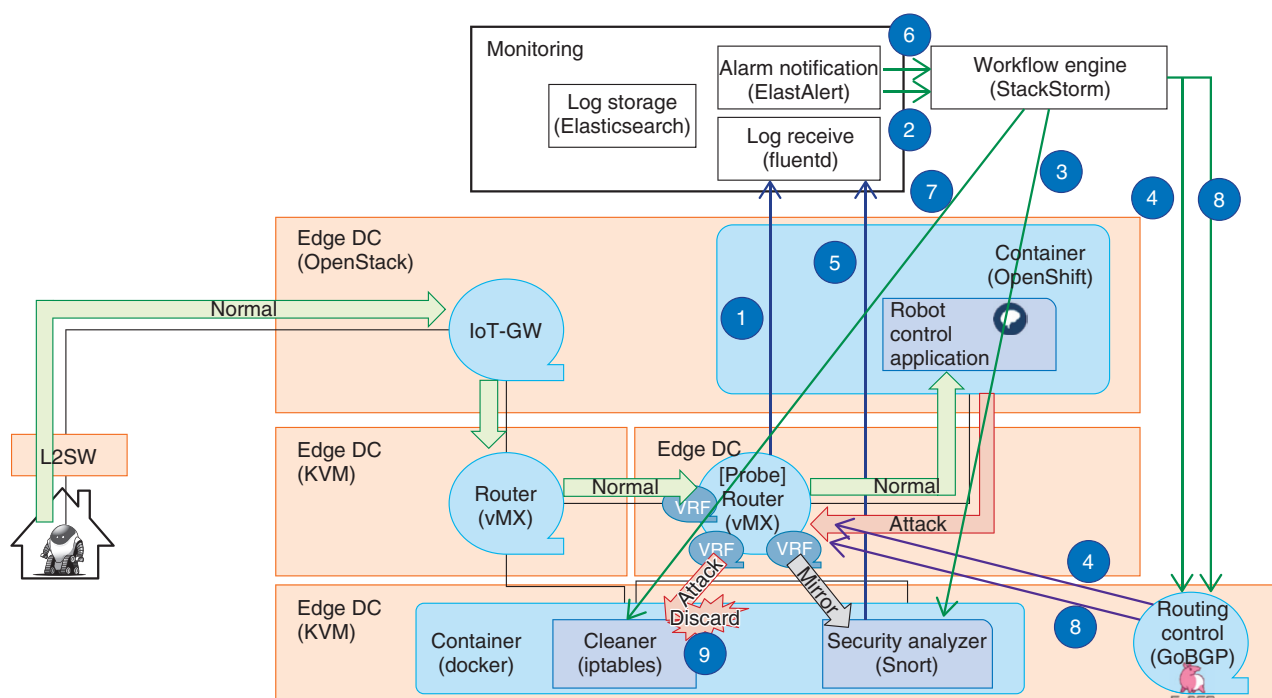 6
Monitoring
Alarm notification
(ElastAlert)
Workflow engine
(StackStorm)
Log storage
(Elasticsearch)
2
Log receive
(fluentd)
7
3
4
8
Edge DC
(OpenStack)
5
Container
(OpenShift)
Normal
1
IoT-GW
Robot
control
application
L2SW
Edge DC
(KVM)
Edge DC
[Probe]
Router
(vMX)
Router
(vMX)
Normal
Normal
VRF
Attack
VRF
VRF
Attack
Mirror
4
Edge DC
(KVM)
Discard
8
Routing
control
(GoBGP)
Container
(docker)
Cleaner
(iptables)
9
Security analyzer
(Snort)